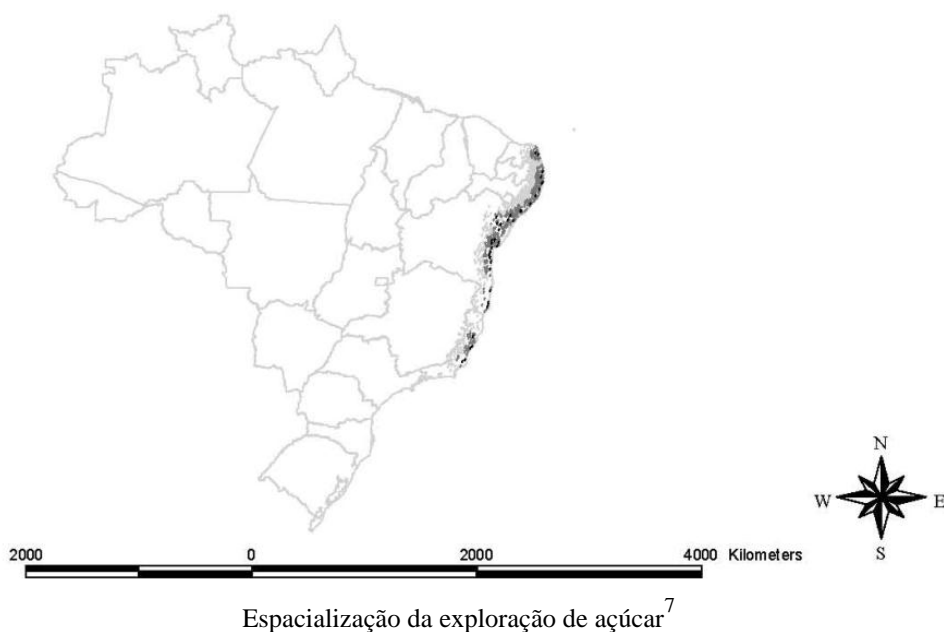 N
W E
S
2000 0 2000 4000 Kilometers
Espacialização da exploração de açúcar7